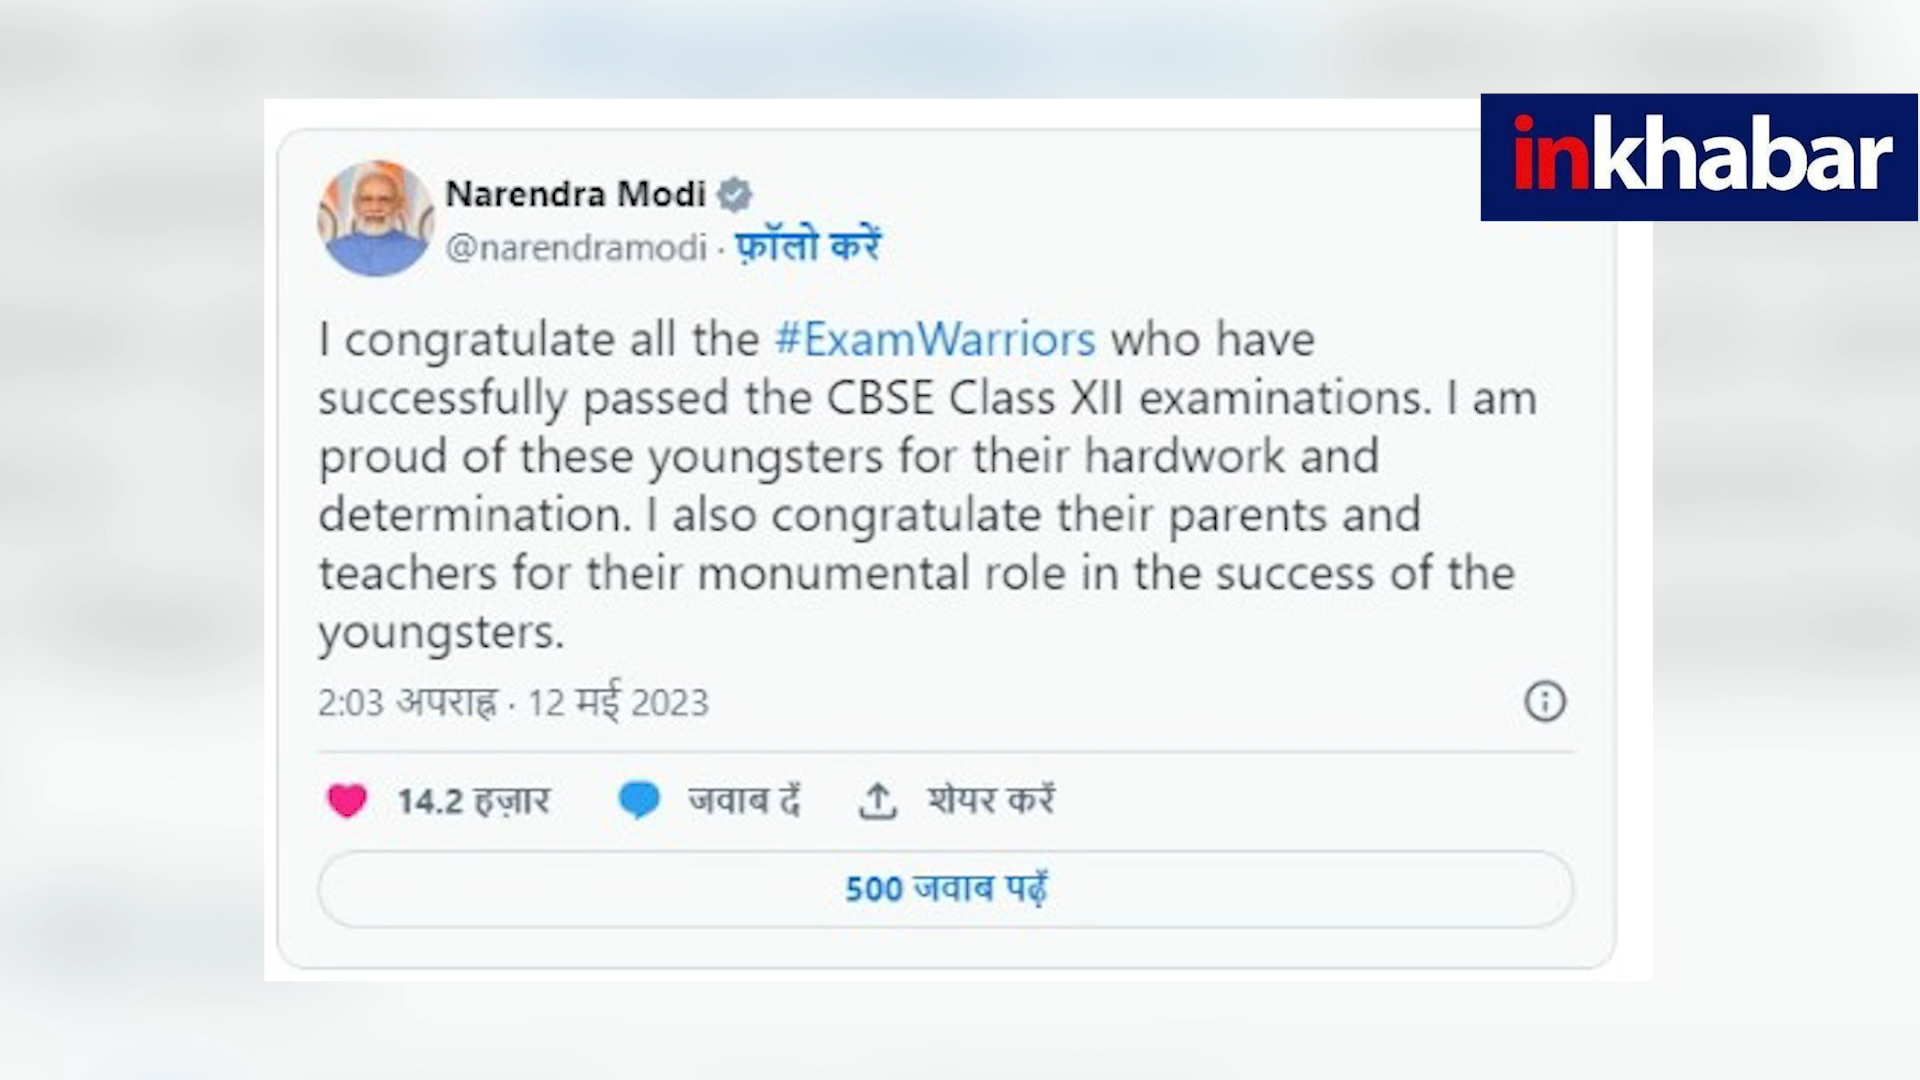 inkhabar
Narendra Modi
@narendramodi · फ़ॉलो करें
I congratulate all the #ExamWarriors who have
successfully passed the CBSE Class XII examinations. I am
proud of these youngsters for their hardwork and
determination. I also congratulate their parents and
teachers for their monumental role in the success of the
youngsters.
2:03 अपराह्न · 12 मई 2023
14.2 हज़ार जवाब दें शेयर करें
500 जवाब पढ़ें